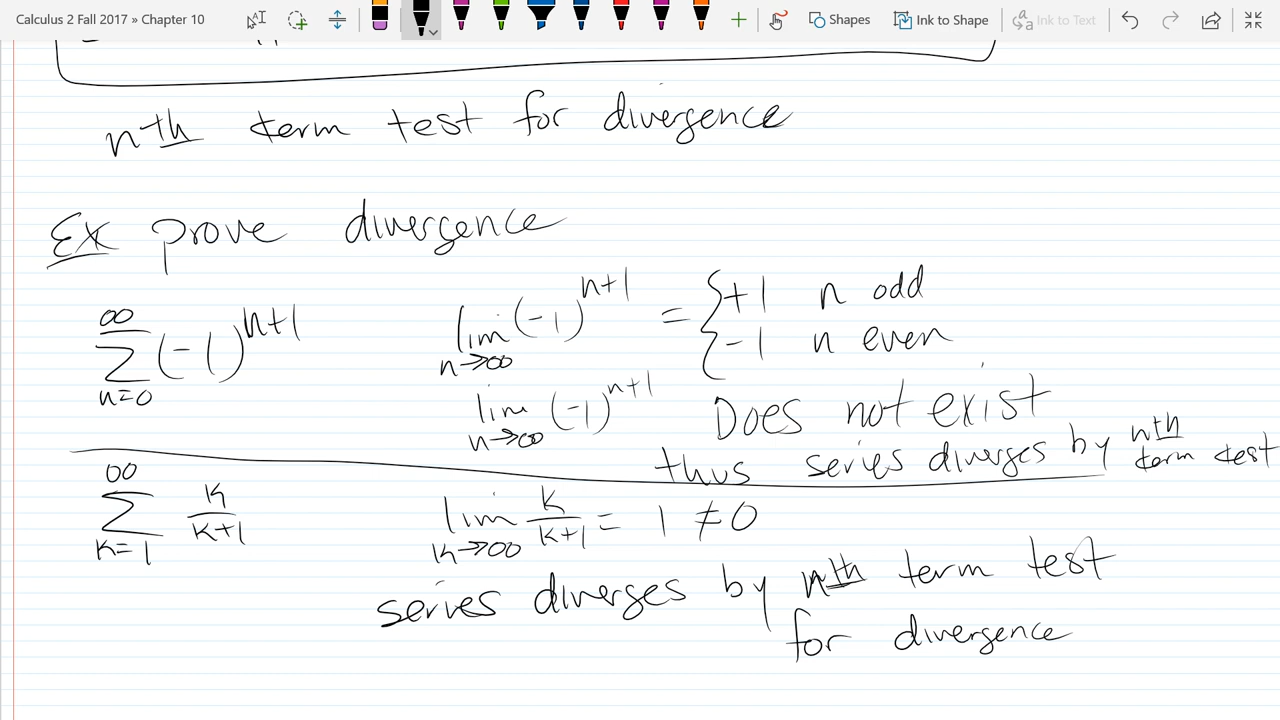 Calculus 2 Fall 2017 » Chapter 10
Shapes
Ink to Shape
Ink to Text
nth term test for divergence
Ex prove divergence
∞ ∑ n=0 (-1)^{n+1}    lim n→∞ (-1)^{n+1} = { +1 n odd
-1 n even
lim n→∞ (-1)^{n+1} Does not exist
thus series diverges by nth term test
∞ ∑ k=1 k/(k+1)    lim k→∞ k/(k+1) = 1 ≠ 0
series diverges by nth term test
for divergence